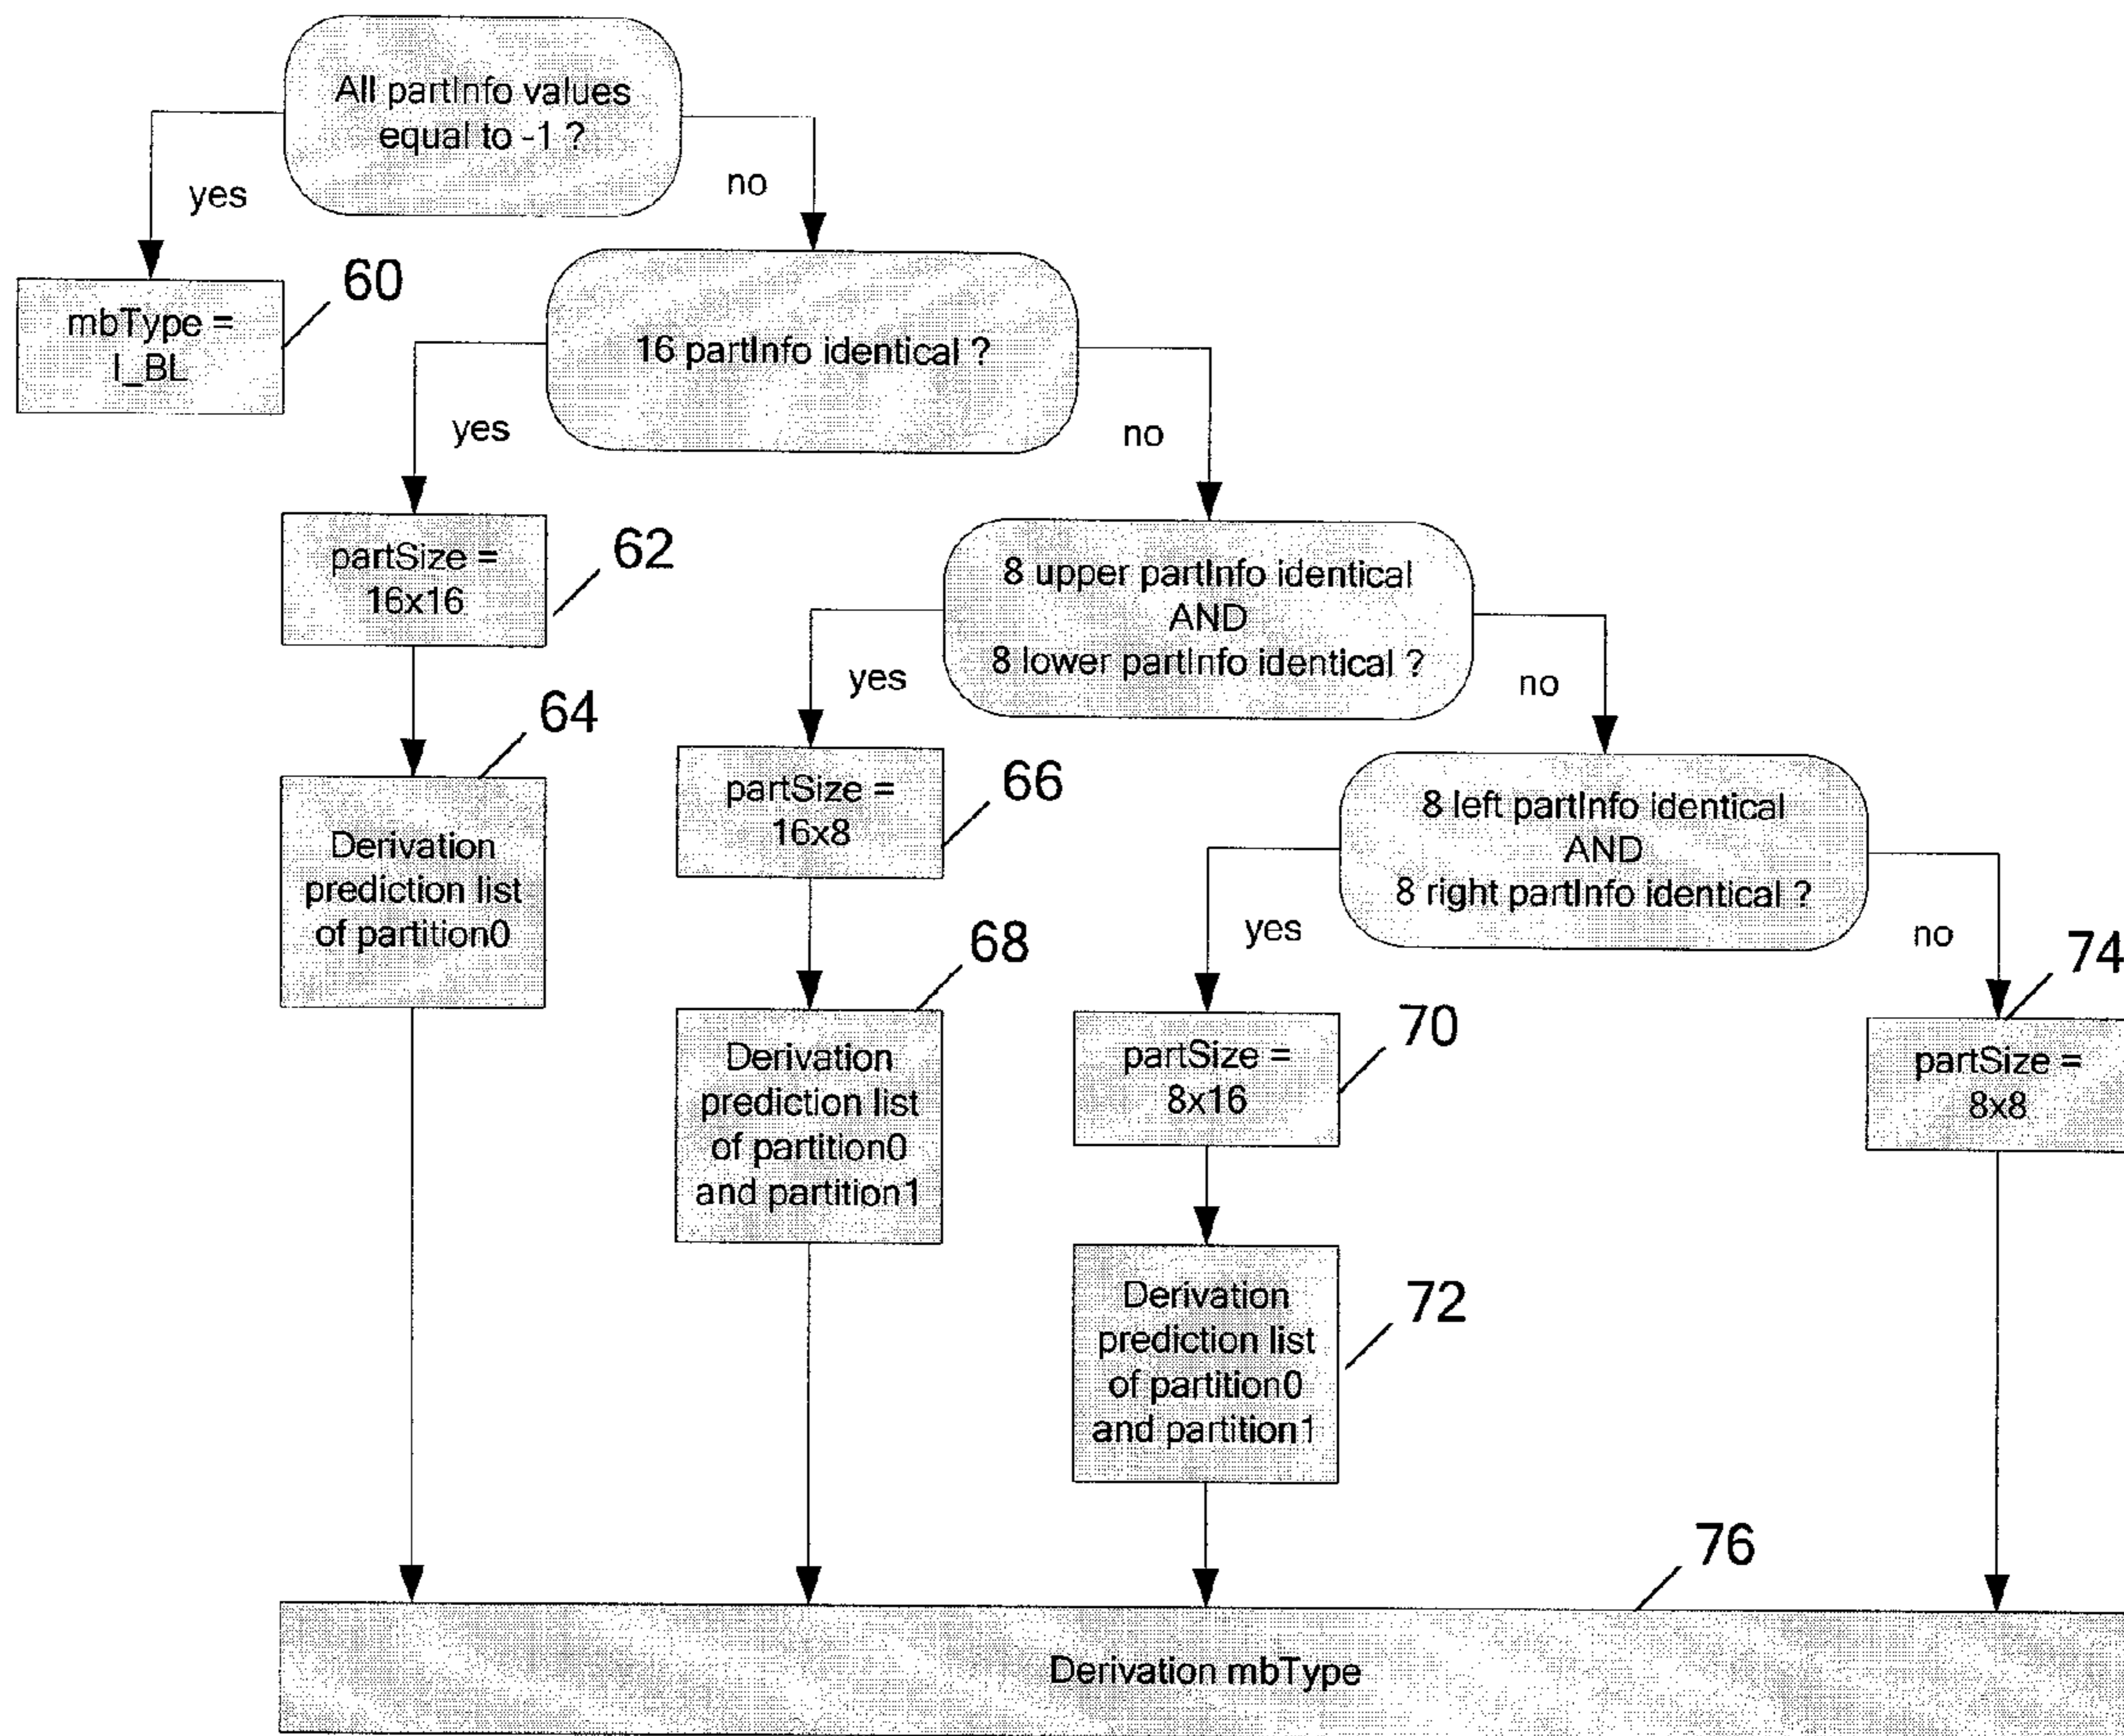 All partInfo values
equal to -1 ?
yes
no
mbType =
I_BL
60
16 partInfo identical ?
yes
no
partSize =
16x16
62
8 upper partInfo identical
AND
8 lower partInfo identical ?
yes
no
64
Derivation
prediction list
of partition0
partSize =
16x8
66
8 left partInfo identical
AND
8 right partInfo identical ?
yes
no
68
Derivation
prediction list
of partition0
and partition1
partSize =
8x16
70
74
partSize =
8x8
Derivation
prediction list
of partition0
and partition1
72
76
Derivation mbType